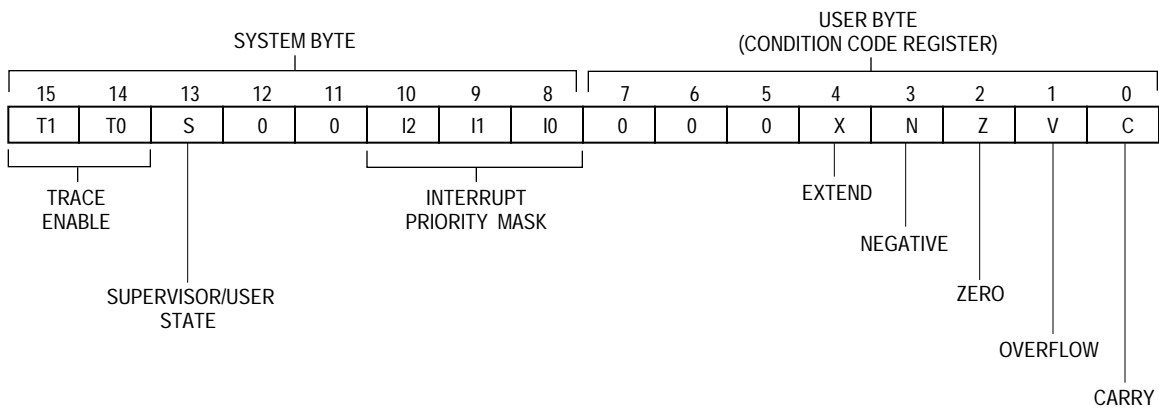 SYSTEM BYTE
USER BYTE
(CONDITION CODE REGISTER)
15 14 13 12 11 10 9 8 7 6 5 4 3 2 1 0
T1 T0 S 0 0 I2 I1 I0 0 0 0 X N Z V C
TRACE
ENABLE
INTERRUPT
PRIORITY MASK
EXTEND
NEGATIVE
SUPERVISOR/USER
STATE
ZERO
OVERFLOW
CARRY